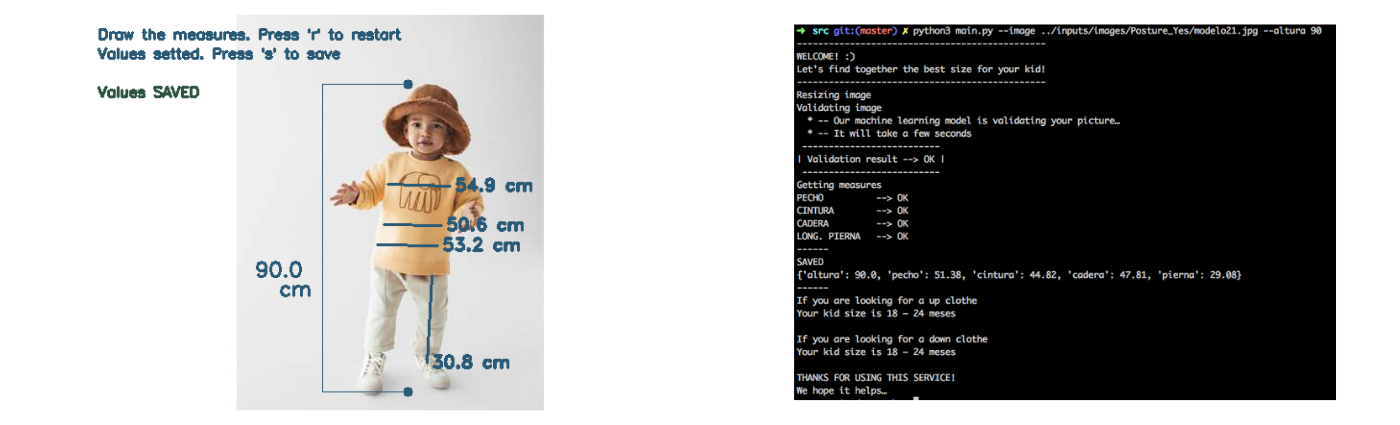 Draw the measures. Press 'r' to restart
Values setted. Press 's' to save
Values SAVED
54.9 cm
50.6 cm
53.2 cm
90.0
cm
30.8 cm
→ src git:(master) ✗ python3 main.py --image ../inputs/images/Posture_Yes/modelo21.jpg --altura 90
-----------------------------------------------
WELCOME! :)
Let's find together the best size for your kid!
-----------------------------------------------
Resizing image
Validating image
* -- Our machine learning model is validating your picture…
* -- It will take a few seconds
--------------------------
| Validation result --> OK |
--------------------------
Getting measures
PECHO --> OK
CINTURA --> OK
CADERA --> OK
LONG. PIERNA --> OK
------
SAVED
{'altura': 90.0, 'pecho': 51.38, 'cintura': 44.82, 'cadera': 47.81, 'pierna': 29.08}
------
If you are looking for a up clothe
Your kid size is 18 – 24 meses
If you are looking for a down clothe
Your kid size is 18 – 24 meses
THANKS FOR USING THIS SERVICE!
We hope it helps…